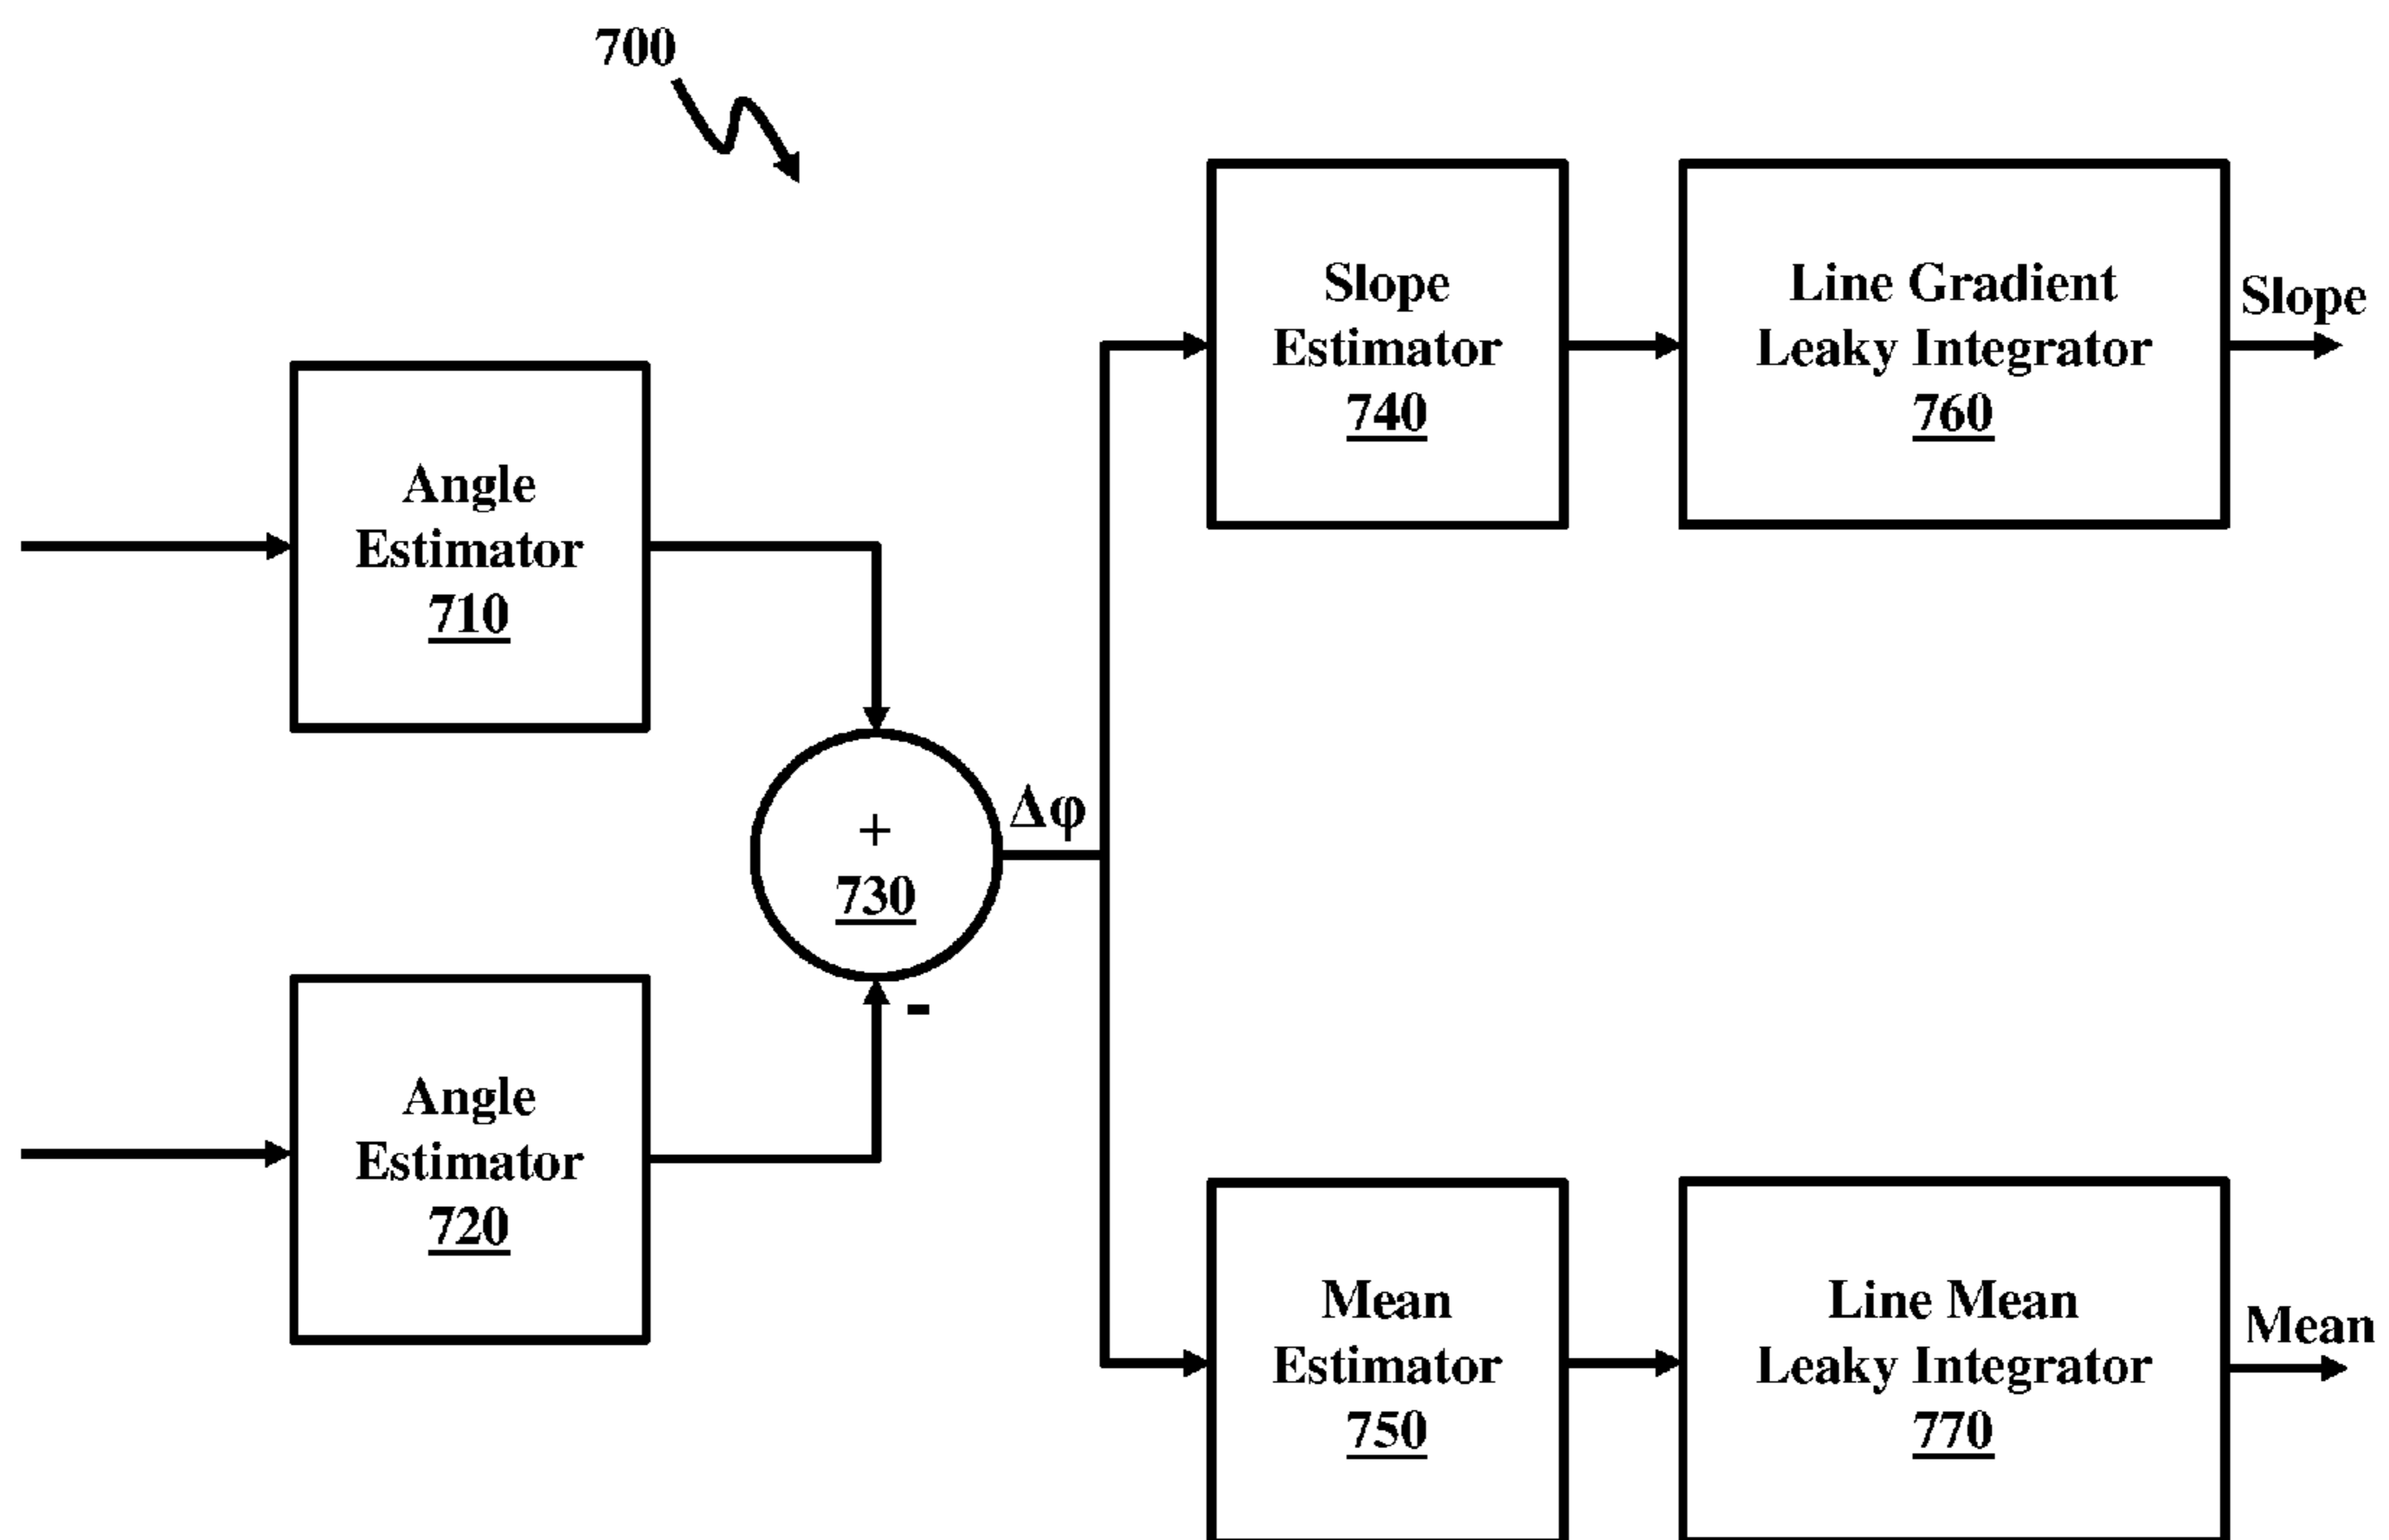 700
Angle
Estimator
710
Angle
Estimator
720
+
730
-
Δφ
Slope
Estimator
740
Line Gradient
Leaky Integrator
760
Slope
Mean
Estimator
750
Line Mean
Leaky Integrator
770
Mean